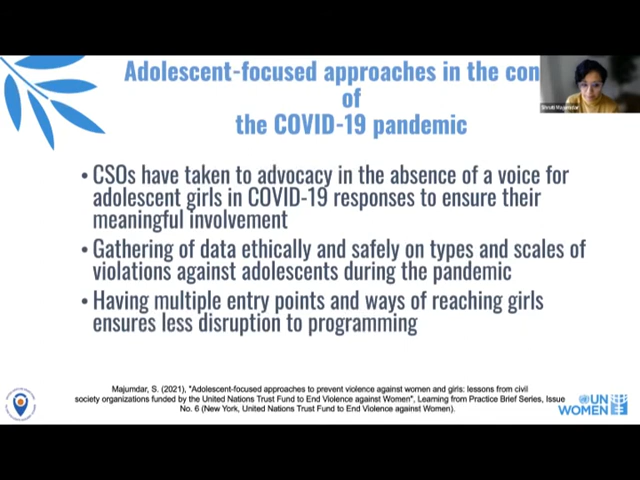 Adolescent-focused approaches in the con
of
the COVID-19 pandemic
Shruti Majumdar
• CSOs have taken to advocacy in the absence of a voice for
adolescent girls in COVID-19 responses to ensure their
meaningful involvement
• Gathering of data ethically and safely on types and scales of
violations against adolescents during the pandemic
• Having multiple entry points and ways of reaching girls
ensures less disruption to programming
Majumdar, S. (2021), "Adolescent-focused approaches to prevent violence against women and girls: lessons from civil
society organizations funded by the United Nations Trust Fund to End Violence against Women", Learning from Practice Brief Series, Issue
No. 6 (New York, United Nations Trust Fund to End Violence against Women).
UN
WOMEN